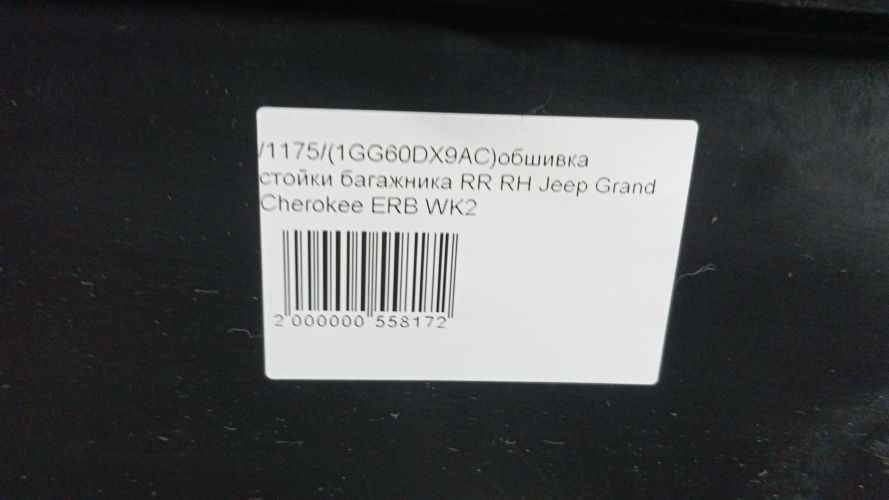 /1175/(1GG60DX9AC)обшивка
стойки багажника RR RH Jeep Grand
Cherokee ERB WK2
2 000000 558172